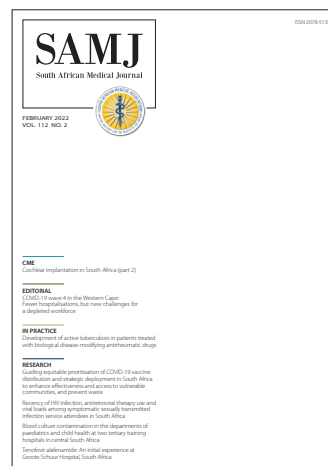 ISSN 2078-5135
SAMJ
South African Medical Journal
FEBRUARY 2022
VOL. 112 NO. 2
CME
Cochlear implantation in South Africa (part 2)
EDITORIAL
COVID-19 wave 4 in the Western Cape:
Fewer hospitalisations, but new challenges for
a depleted workforce
IN PRACTICE
Development of active tuberculosis in patients treated
with biological disease-modifying antirheumatic drugs
RESEARCH
Guiding equitable prioritisation of COVID-19 vaccine
distribution and strategic deployment in South Africa
to enhance effectiveness and access to vulnerable
communities, and prevent waste
Recency of HIV infection, antiretroviral therapy use and
viral loads among symptomatic sexually transmitted
infection service attendees in South Africa
Blood culture contamination in the departments of
paediatrics and child health at two tertiary training
hospitals in central South Africa
Tenofovir alafenamide: An initial experience at
Groote Schuur Hospital, South Africa